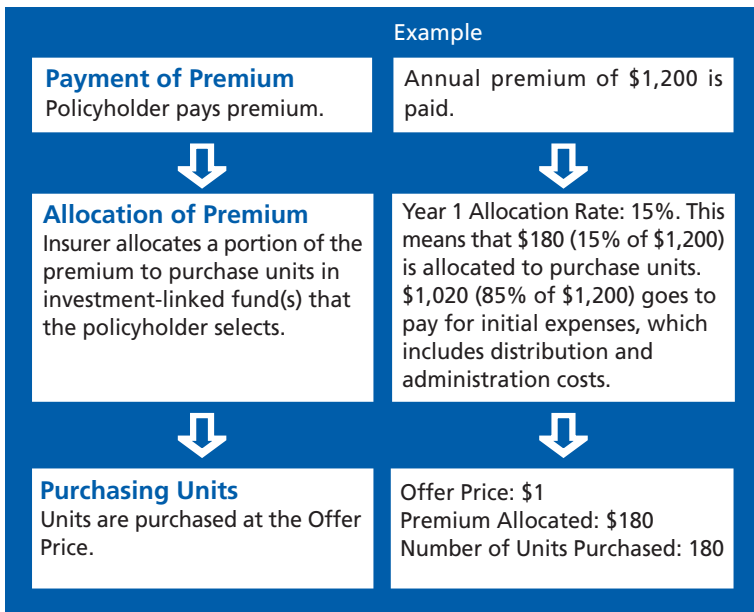 Example
Payment of Premium
Policyholder pays premium.
Annual premium of $1,200 is
paid.
Allocation of Premium
Insurer allocates a portion of the
premium to purchase units in
investment-linked fund(s) that
the policyholder selects.
Year 1 Allocation Rate: 15%. This
means that $180 (15% of $1,200)
is allocated to purchase units.
$1,020 (85% of $1,200) goes to
pay for initial expenses, which
includes distribution and
administration costs.
Purchasing Units
Units are purchased at the Offer
Price.
Offer Price: $1
Premium Allocated: $180
Number of Units Purchased: 180